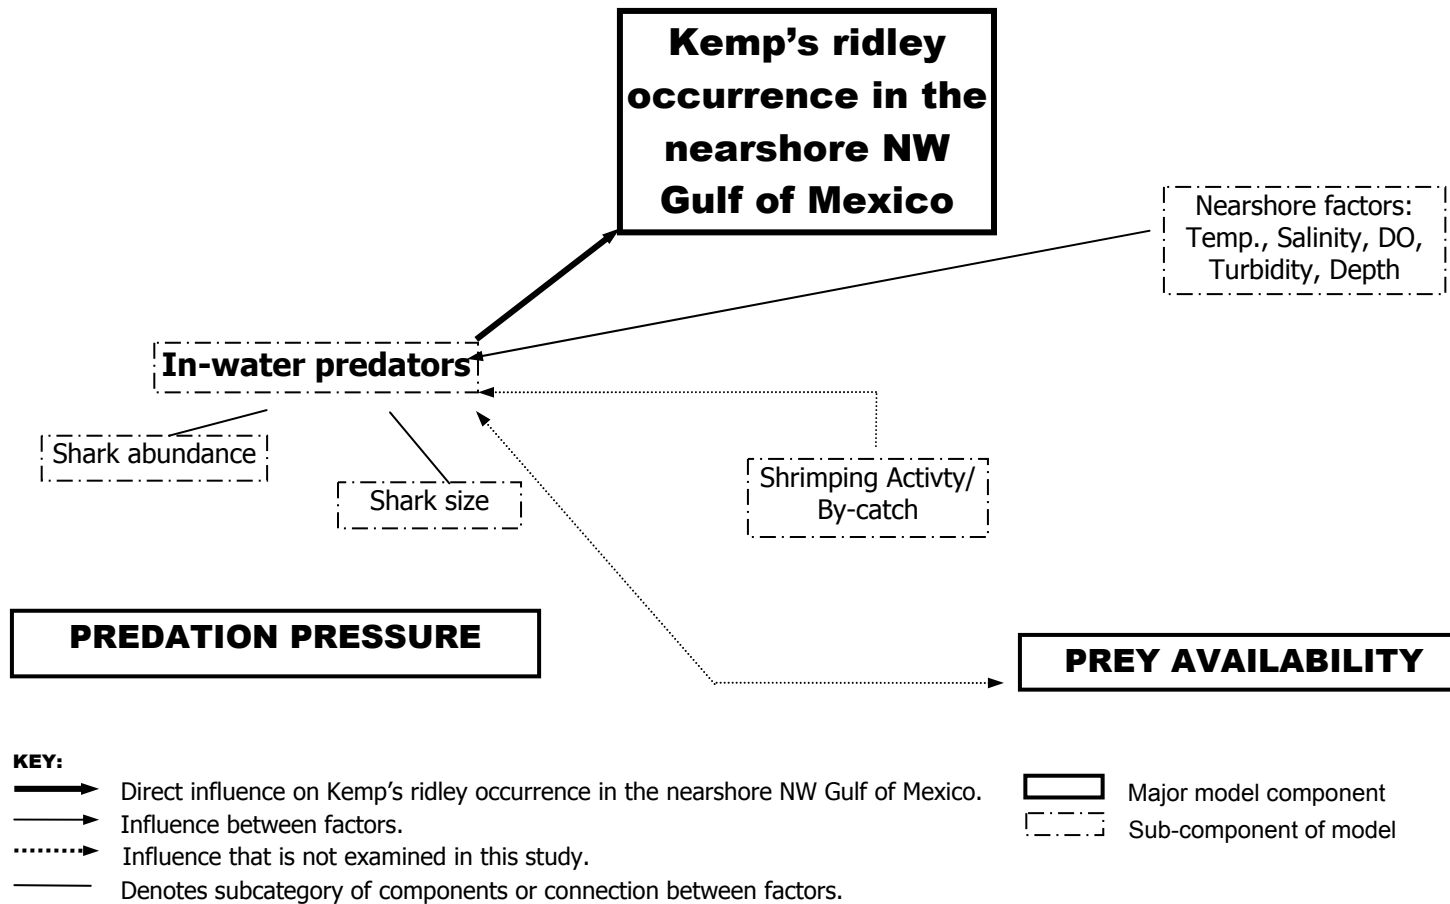 Kemp’s ridley
occurrence in the
nearshore NW
Gulf of Mexico
Nearshore factors:
Temp., Salinity, DO,
Turbidity, Depth
In-water predators
Shark abundance
Shark size
Shrimping Activty/
By-catch
PREDATION PRESSURE
PREY AVAILABILITY
KEY:
Direct influence on Kemp’s ridley occurrence in the nearshore NW Gulf of Mexico.
Influence between factors.
Influence that is not examined in this study.
Denotes subcategory of components or connection between factors.
Major model component
Sub-component of model